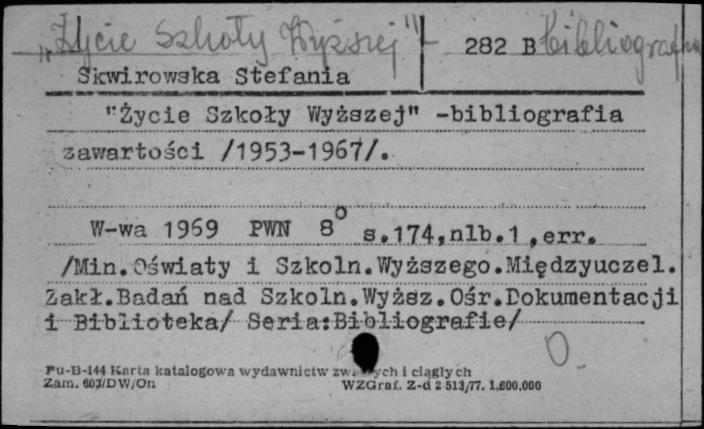 „Życie Szkoły Wyższej" - bibliografia
282 B
Skwirowska Stefania
"Życie Szkoły Wyższej" -bibliografia
zawartości /1953-1967/.
W-wa 1969 PWN 8° s.174,nlb.1,err.
/Min.Oświaty i Szkoln.Wyższego.Międzyuczel.
Zakł.Badań nad Szkoln.Wyższ.Ośr.Dokumentacji
i Biblioteka/ Seria:Bibliografie/
O.
Pu-B-144 Karta katalogowa wydawnictw i ciągłych
Zam. 603/DW/On WZGraf. Z-d 2 513/77. 1.600.000